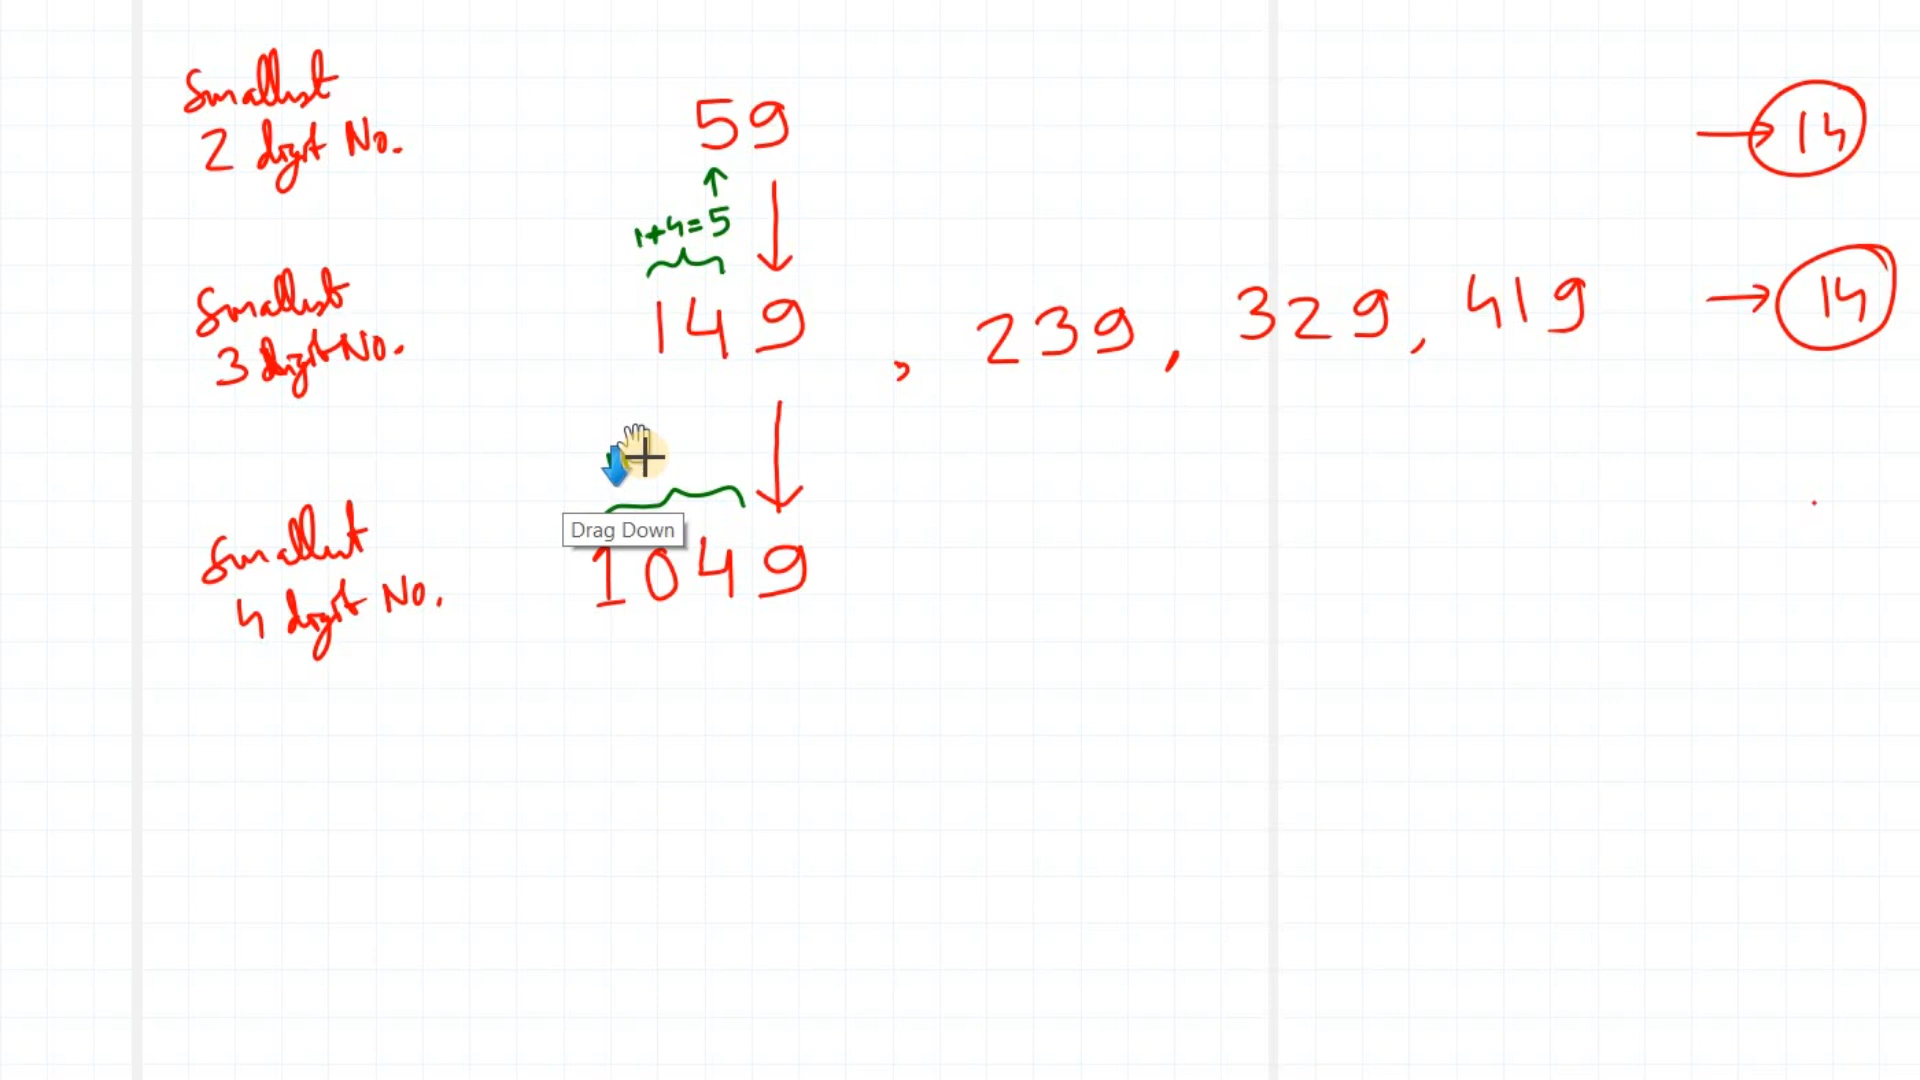 Smallest
2 digit No.
59
→ 14
1+4=5
Smallest
3 digit No.
149 , 239 , 329 , 419
→ 14
Drag Down
Smallest
4 digit No.
1049